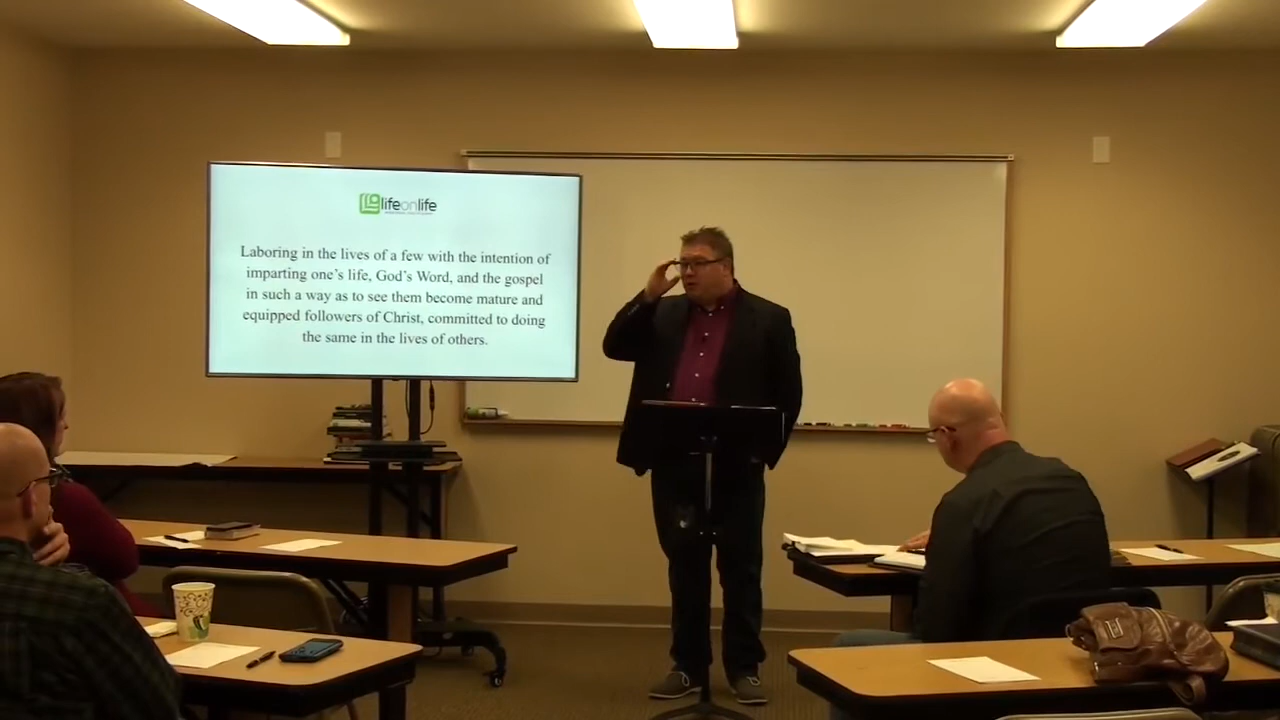 lifeonlife
Laboring in the lives of a few with the intention of
imparting one's life, God's Word, and the gospel
in such a way as to see them become mature and
equipped followers of Christ, committed to doing
the same in the lives of others.